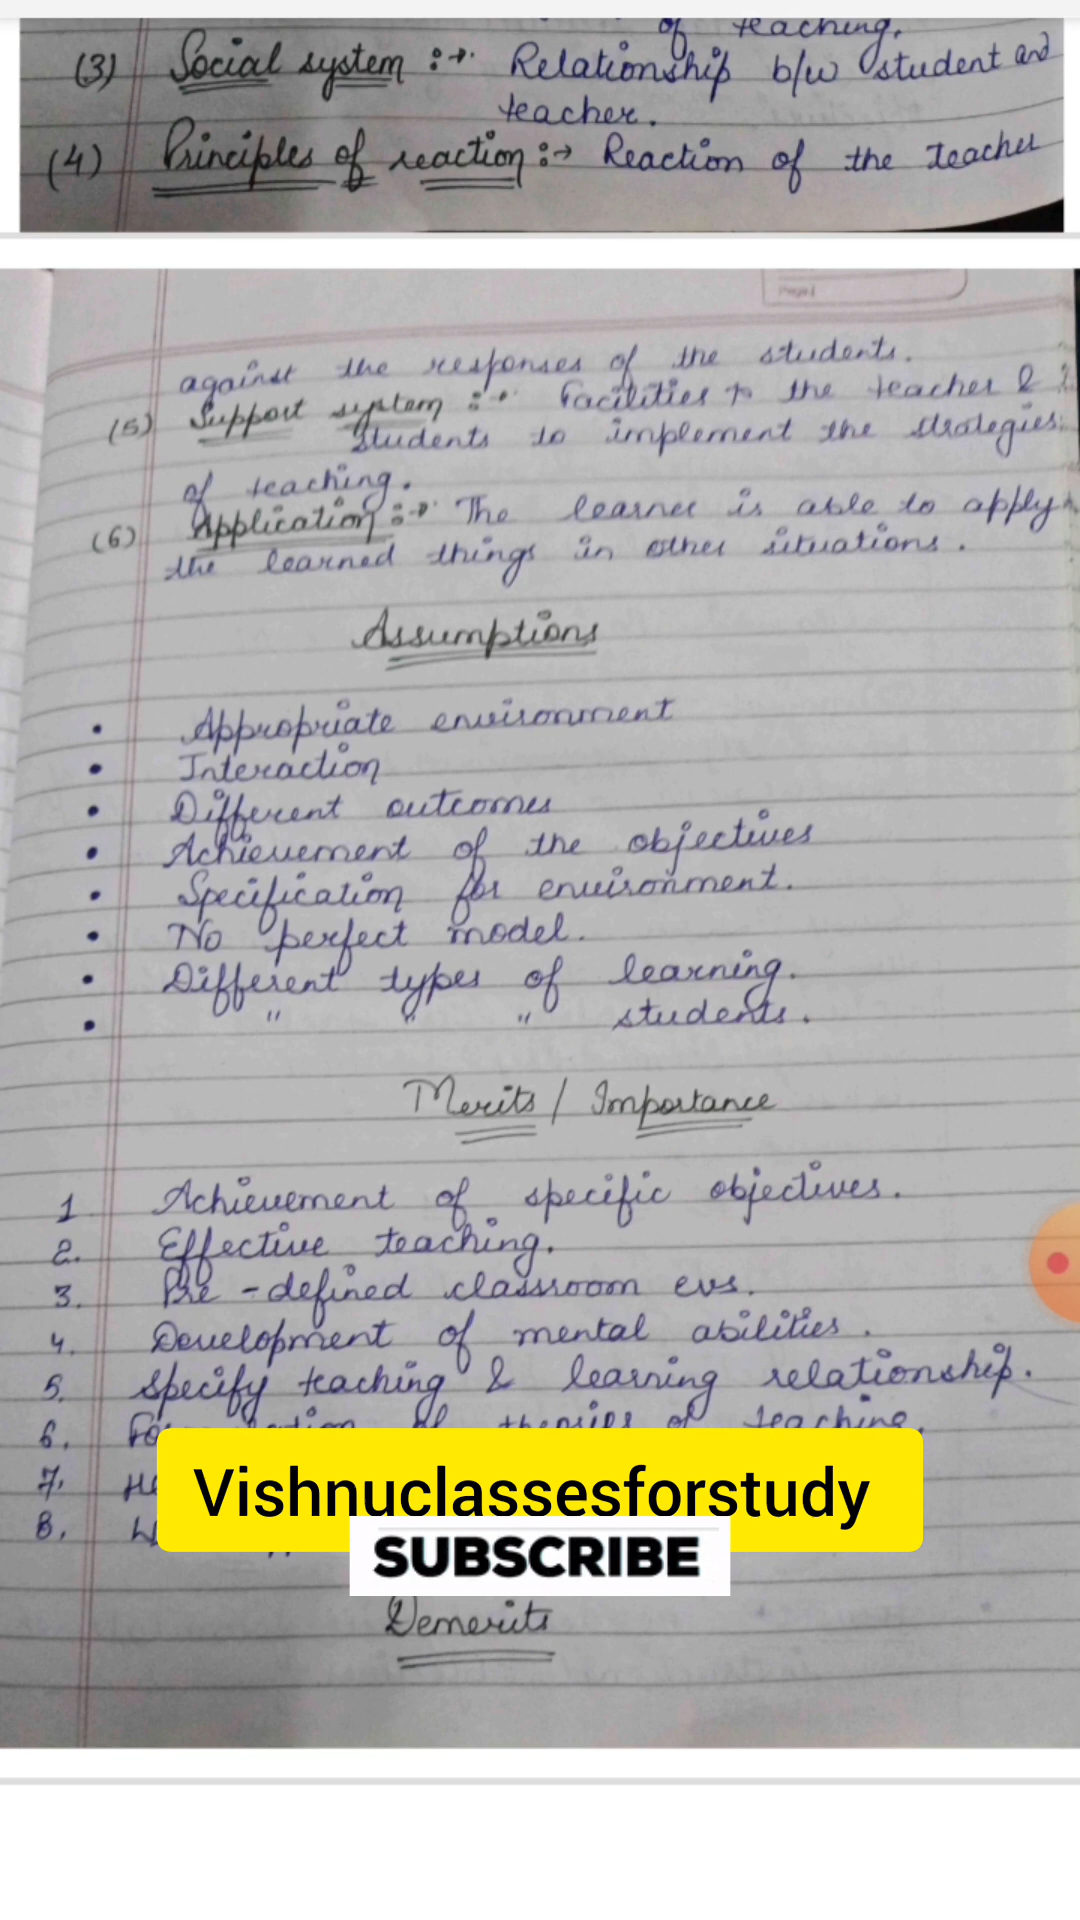 of teaching.
(3) Social system :→ Relationship b/w student and
teacher.
(4) Principles of reaction :→ Reaction of the teacher
Page
against the responses of the students.
(5) Support system :→ Facilities to the teacher &
students to implement the strategies
of teaching.
(6) Application :→ The learner is able to apply
the learned things in other situations.
Assumptions
• Appropriate environment
• Interaction
• Different outcomes
• Achievement of the objectives
• Specification for environment.
• No perfect model.
• Different types of learning.
• " " " students.
Merits / Importance
1 Achievement of specific objectives.
2. Effective teaching.
3. Pre-defined classroom evs.
4. Development of mental abilities.
5. Specify teaching & learning relationship.
6. of theories of teaching.
7.
8.
Vishnuclassesforstudy
SUBSCRIBE
Demerits